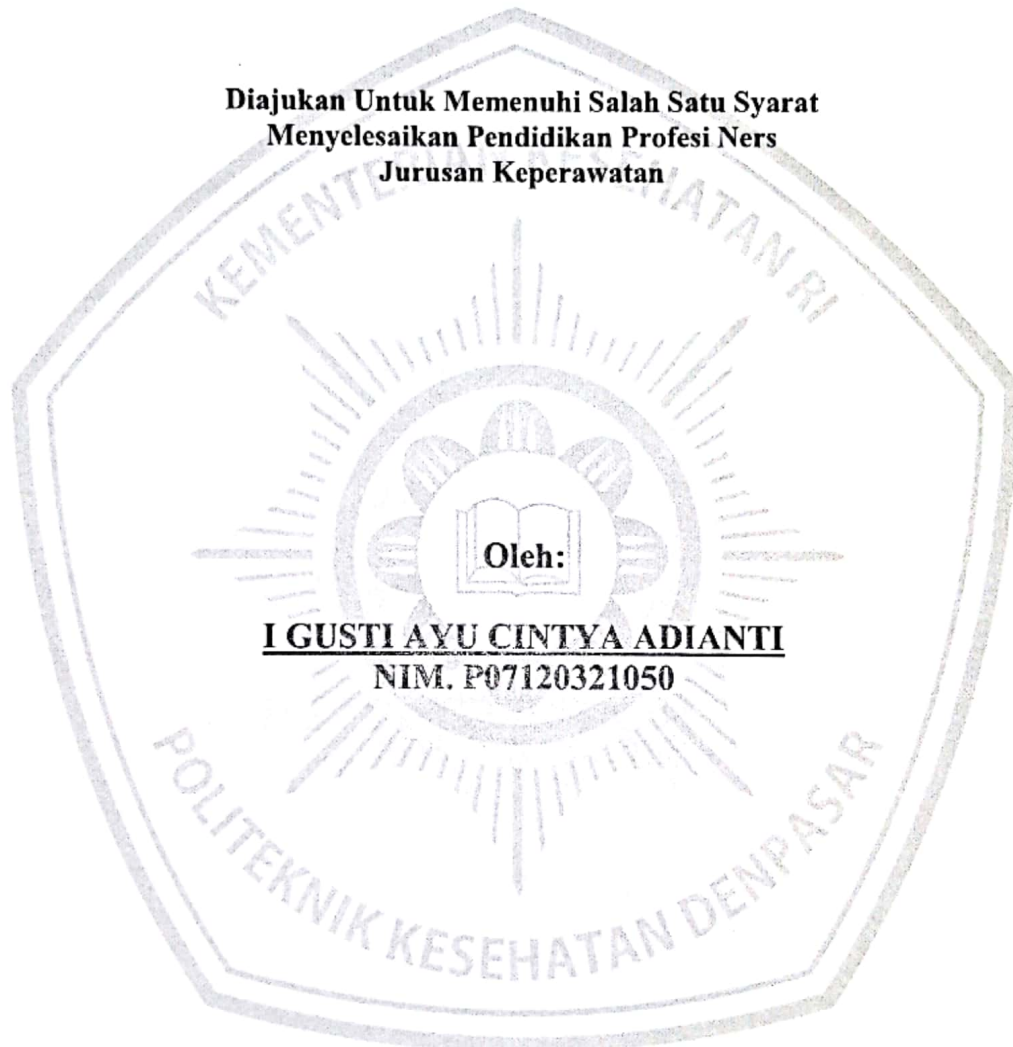 Diajukan Untuk Memenuhi Salah Satu Syarat
Menyelesaikan Pendidikan Profesi Ners
Jurusan Keperawatan
KEMENTERIAN KESEHATAN RI
Oleh:
I GUSTI AYU CINTYA ADIANTI
NIM. P07120321050
POLITEKNIK KESEHATAN DENPASAR